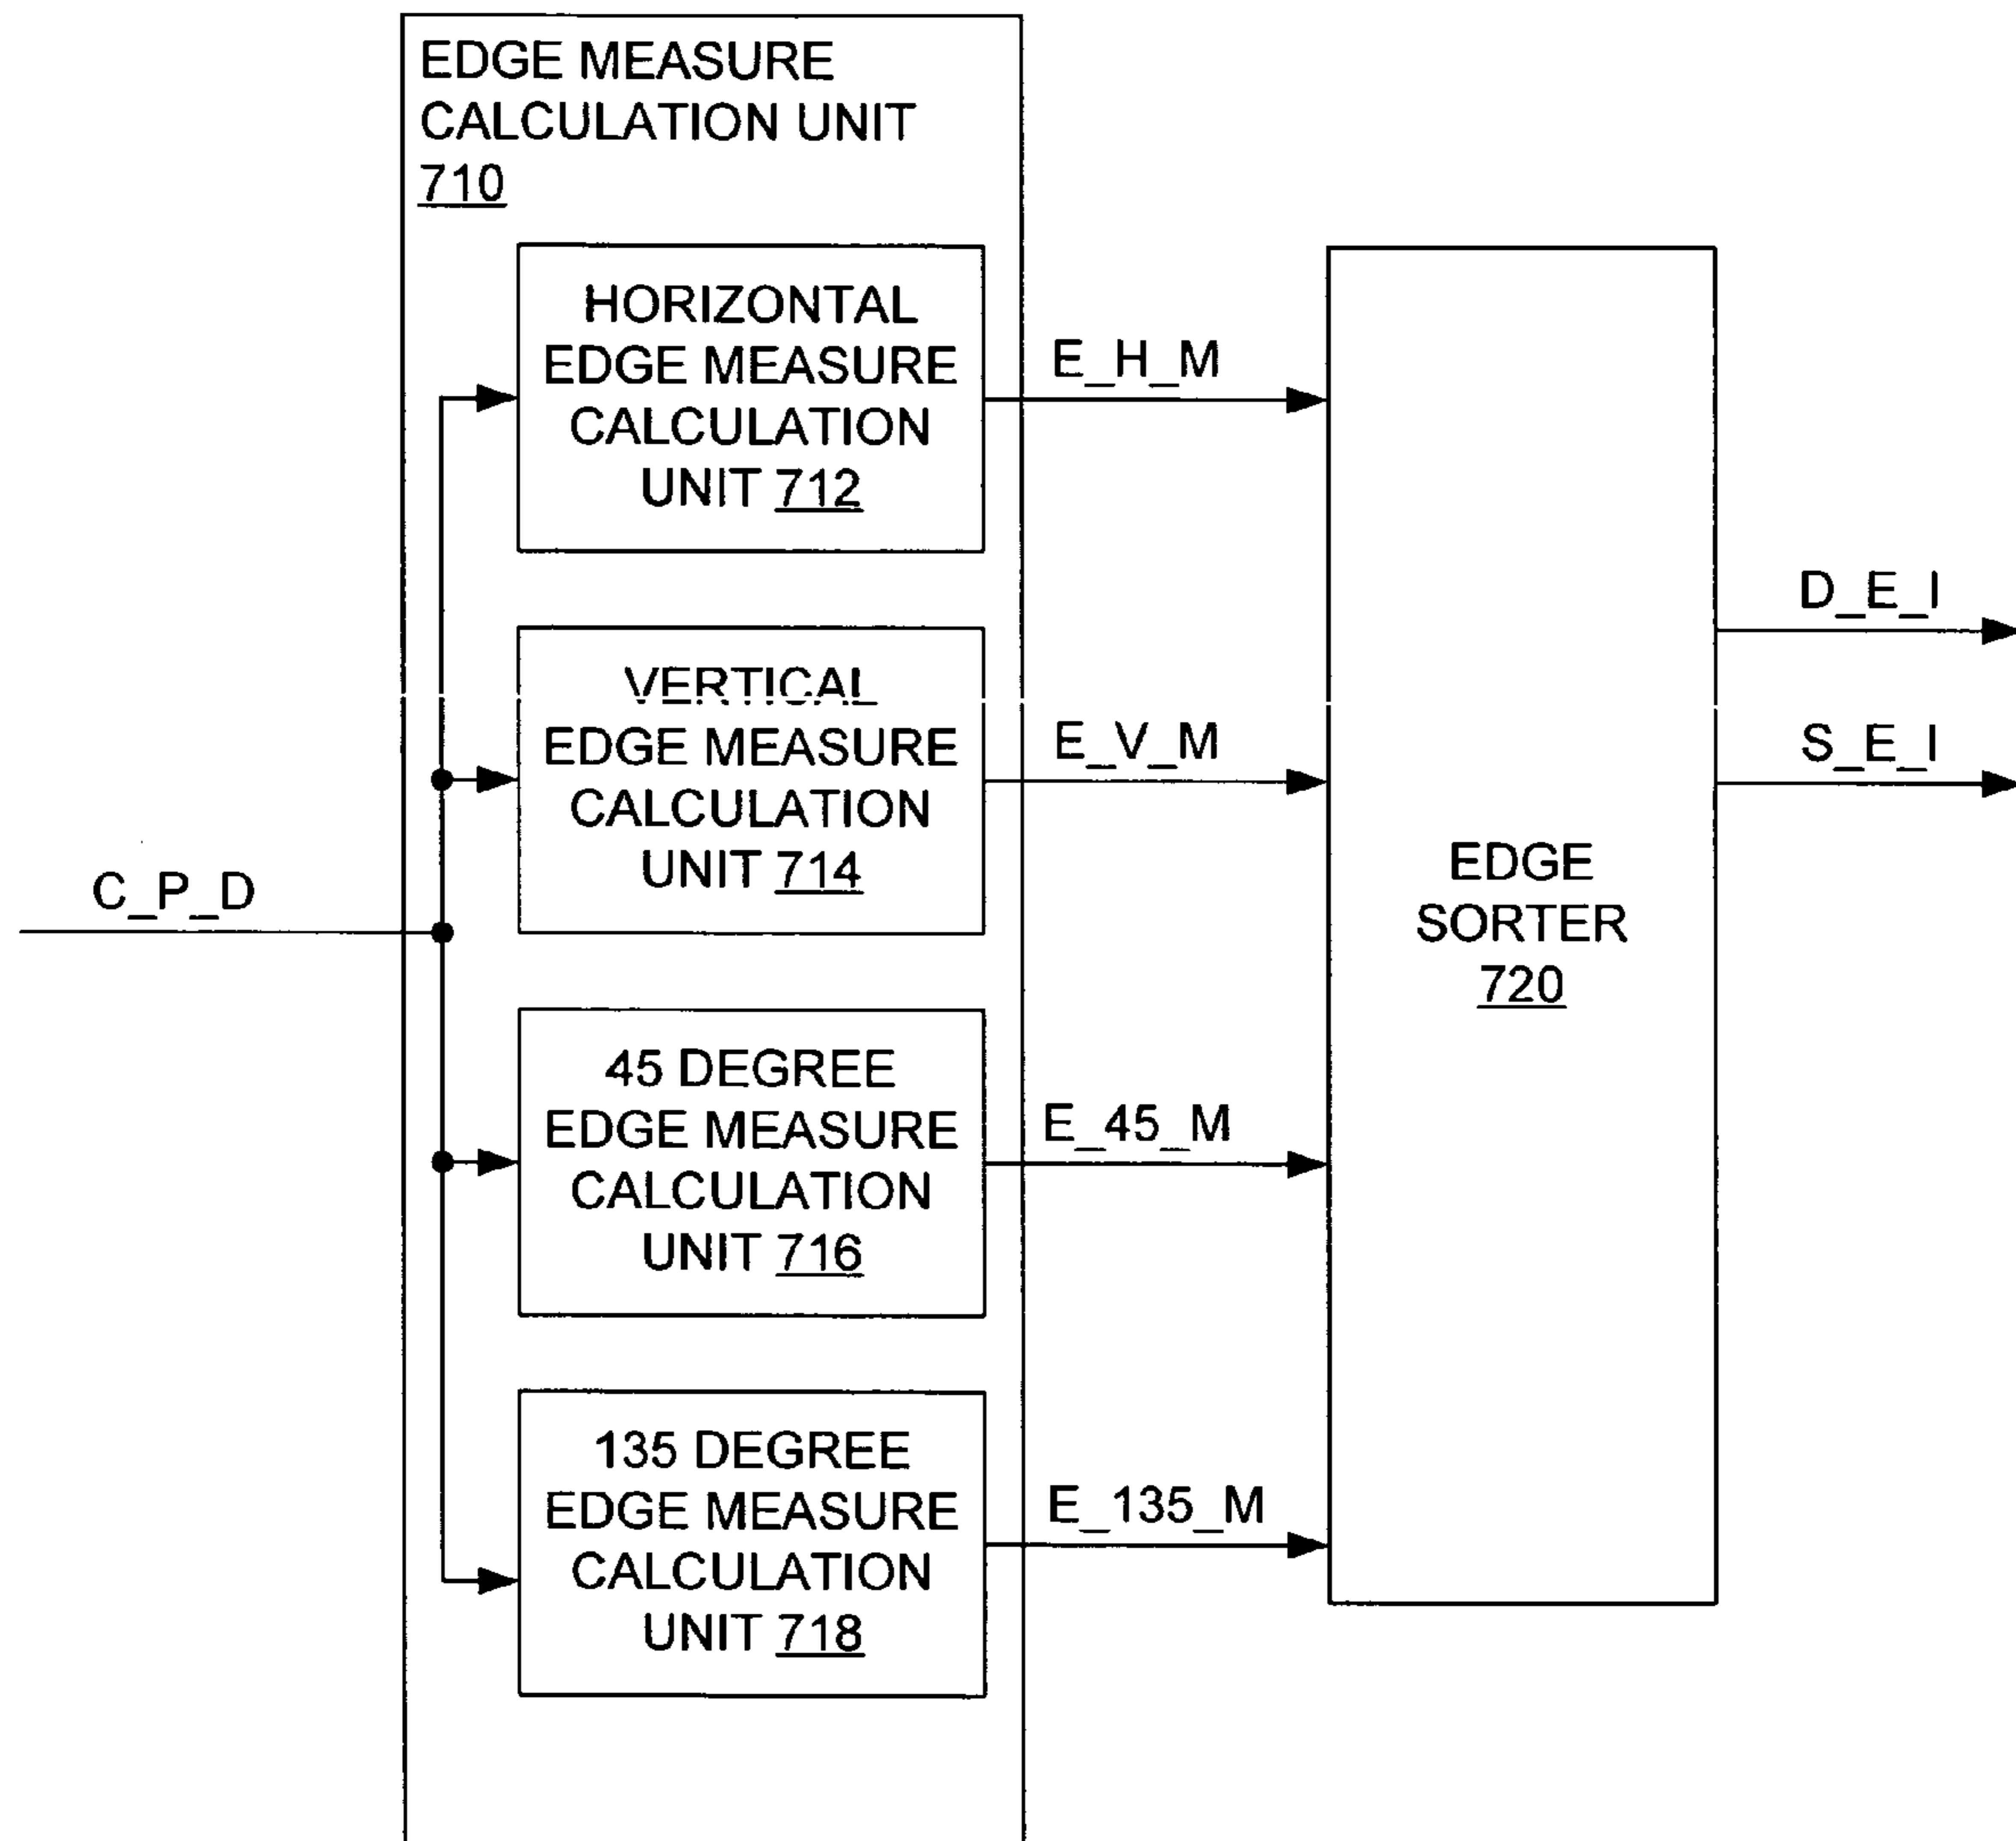 EDGE MEASURE
CALCULATION UNIT
710
HORIZONTAL
EDGE MEASURE
CALCULATION
UNIT 712
E_H_M
VERTICAL
EDGE MEASURE
CALCULATION
UNIT 714
E_V_M
C_P_D
45 DEGREE
EDGE MEASURE
CALCULATION
UNIT 716
E_45_M
135 DEGREE
EDGE MEASURE
CALCULATION
UNIT 718
E_135_M
EDGE
SORTER
720
D_E_I
S_E_I